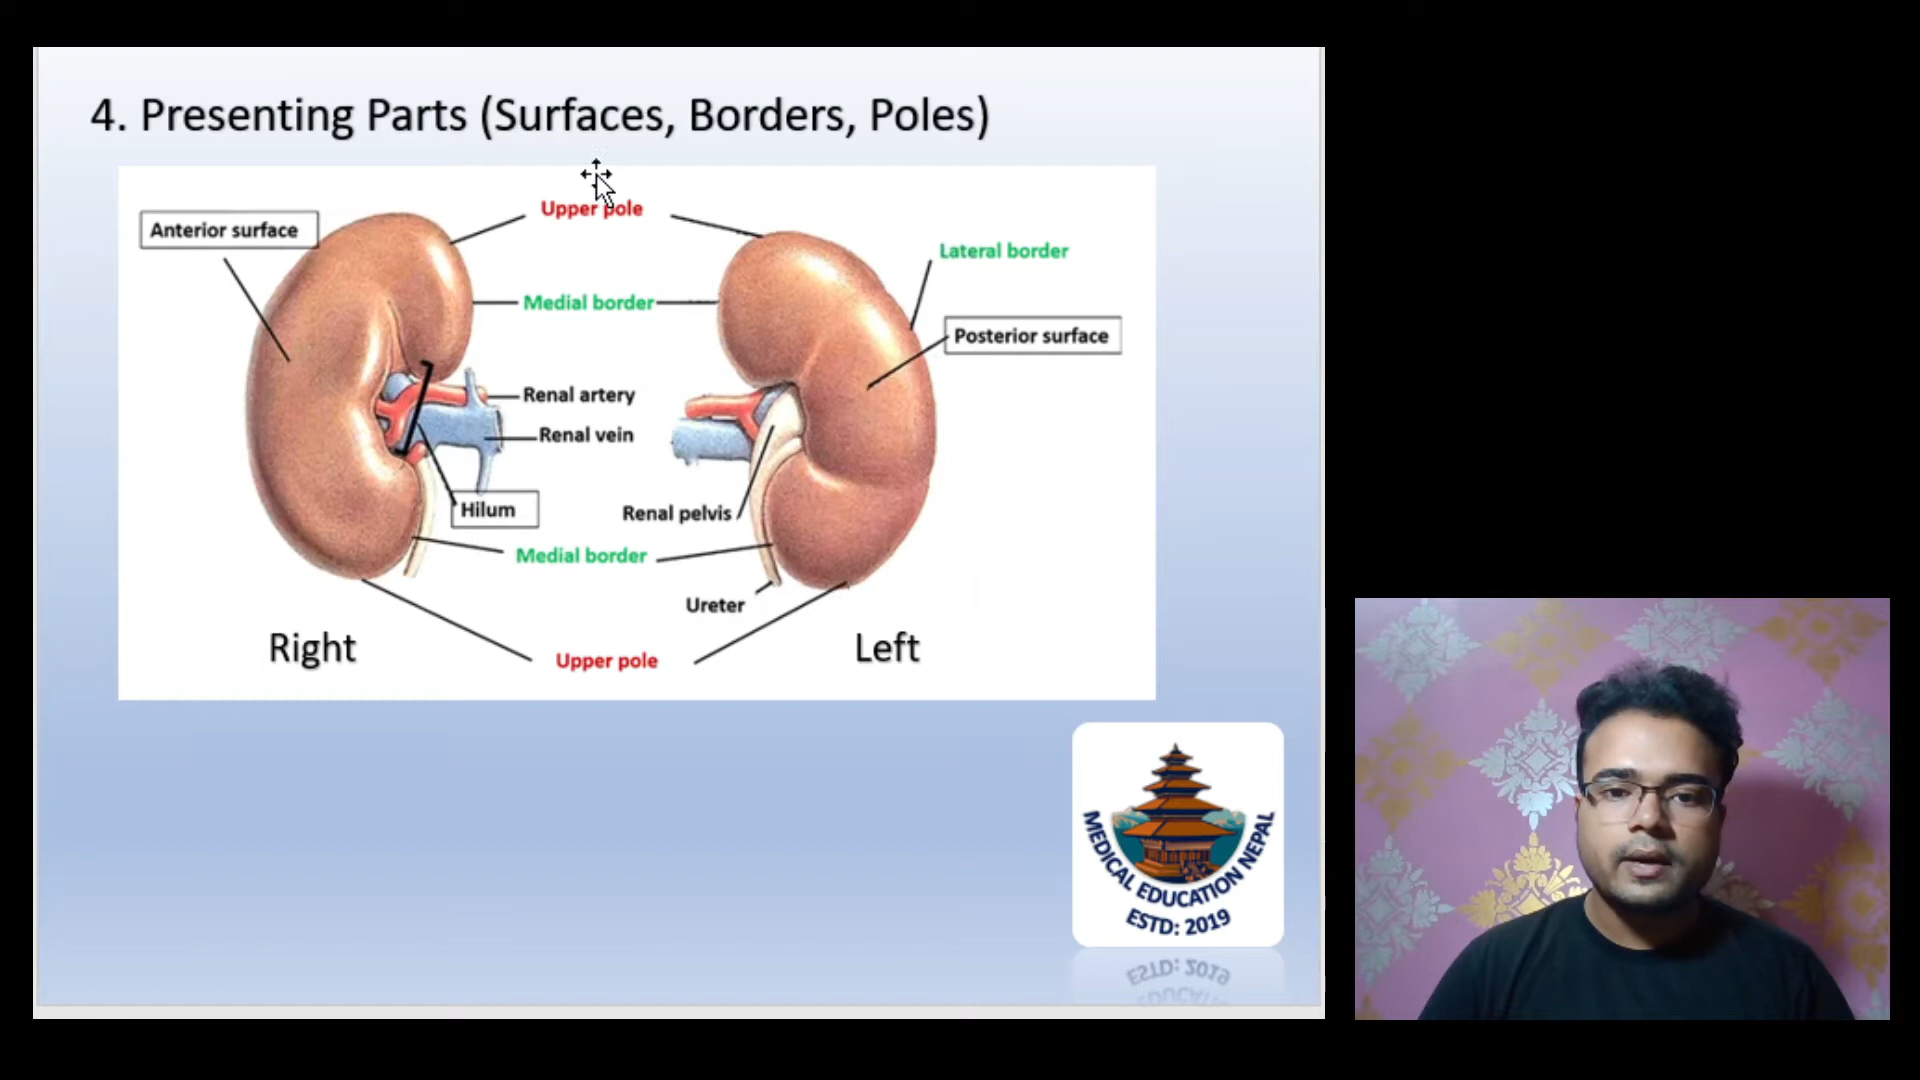 4. Presenting Parts (Surfaces, Borders, Poles)
Upper pole
Anterior surface
Lateral border
Medial border
Posterior surface
Renal artery
Renal vein
Hilum
Renal pelvis
Medial border
Ureter
Right
Upper pole
Left
MEDICAL EDUCATION NEPAL
ESTD: 2019